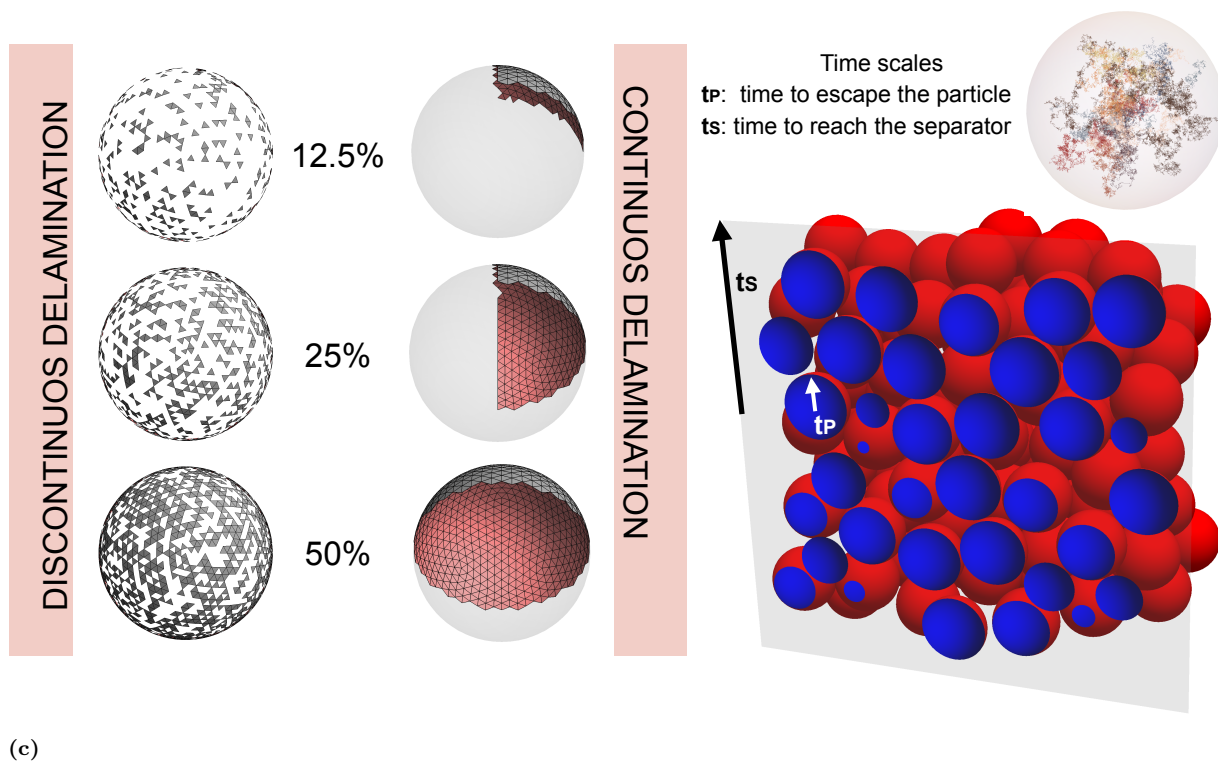 DISCONTINUOS DELAMINATION
12.5%
25%
50%
CONTINUOS DELAMINATION
Time scales
tP: time to escape the particle
tS: time to reach the separator
tS
tP
(c)